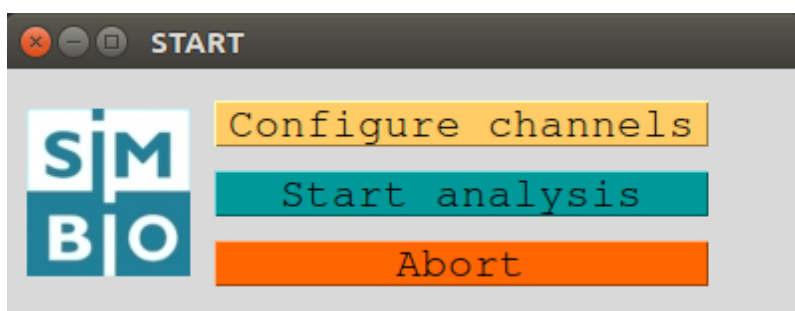 START
SiM
BIO
Configure channels
Start analysis
Abort